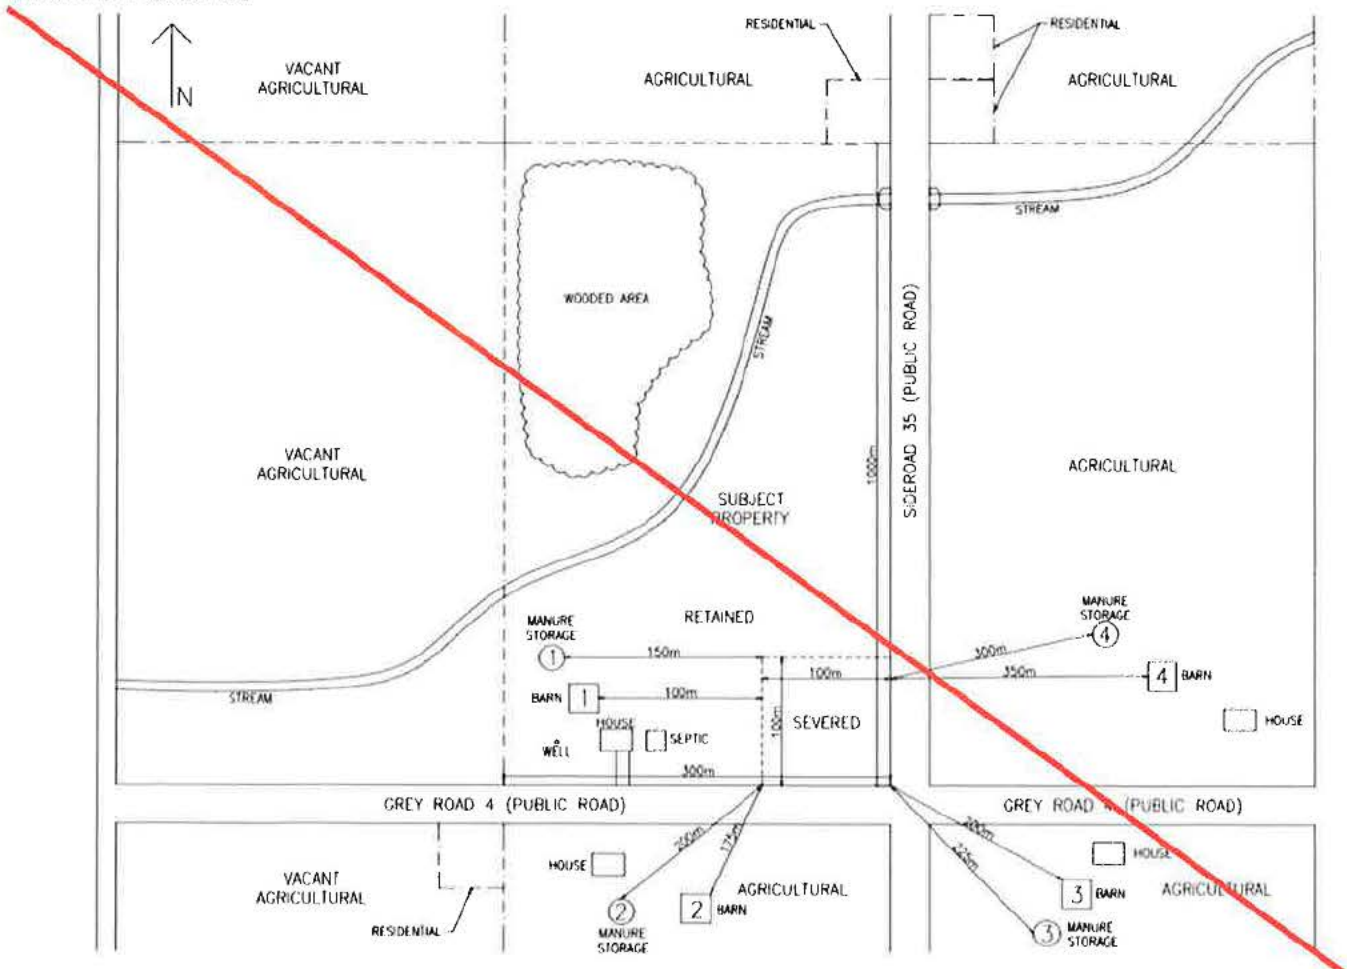 RESIDENTIAL
RESIDENTIAL
VACANT
AGRICULTURAL
AGRICULTURAL
AGRICULTURAL
N
STREAM
WOODED AREA
STREAM
SIDEROAD 35 (PUBLIC ROAD)
1000m
VACANT
AGRICULTURAL
AGRICULTURAL
SUBJECT
PROPERTY
RETAINED
MANURE
STORAGE
1
150m
MANURE
STORAGE
4
300m
100m
350m
4
BARN
BARN
1
100m
STREAM
HOUSE
SEPTIC
WELL
100m
SEVERED
HOUSE
300m
GREY ROAD 4 (PUBLIC ROAD)
GREY ROAD 4 (PUBLIC ROAD)
200m
175m
200m
225m
HOUSE
HOUSE
VACANT
AGRICULTURAL
AGRICULTURAL
AGRICULTURAL
2
2
BARN
3
BARN
RESIDENTIAL
MANURE
STORAGE
3
MANURE
STORAGE